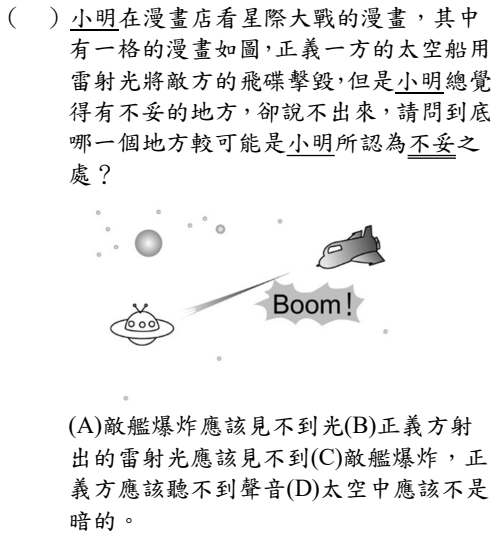 (　)小明在漫畫店看星際大戰的漫畫，其中
有一格的漫畫如圖，正義一方的太空船用
雷射光將敵方的飛碟擊毀，但是小明總覺
得有不妥的地方，卻說不出來，請問到底
哪一個地方較可能是小明所認為不妥之
處？
Boom!
(A)敵艦爆炸應該見不到光(B)正義方射
出的雷射光應該見不到(C)敵艦爆炸，正
義方應該聽不到聲音(D)太空中應該不是
暗的。